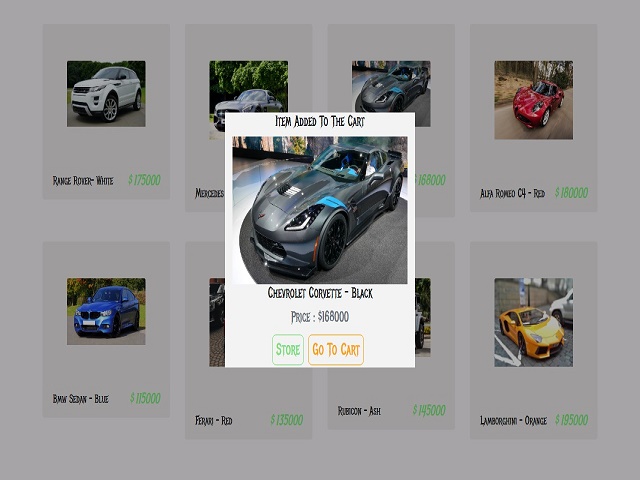 Item Added To The Cart
Chevrolet Corvette - Black
Price : $168000
Store
Go To Cart
Range Rover- White $175000
Mercedes
$168000
Alfa Romeo C4 - Red $180000
Bmw Sedan - Blue $115000
Ferari - Red $135000
Rubicon - Ash $145000
Lamborghini - Orange $195000